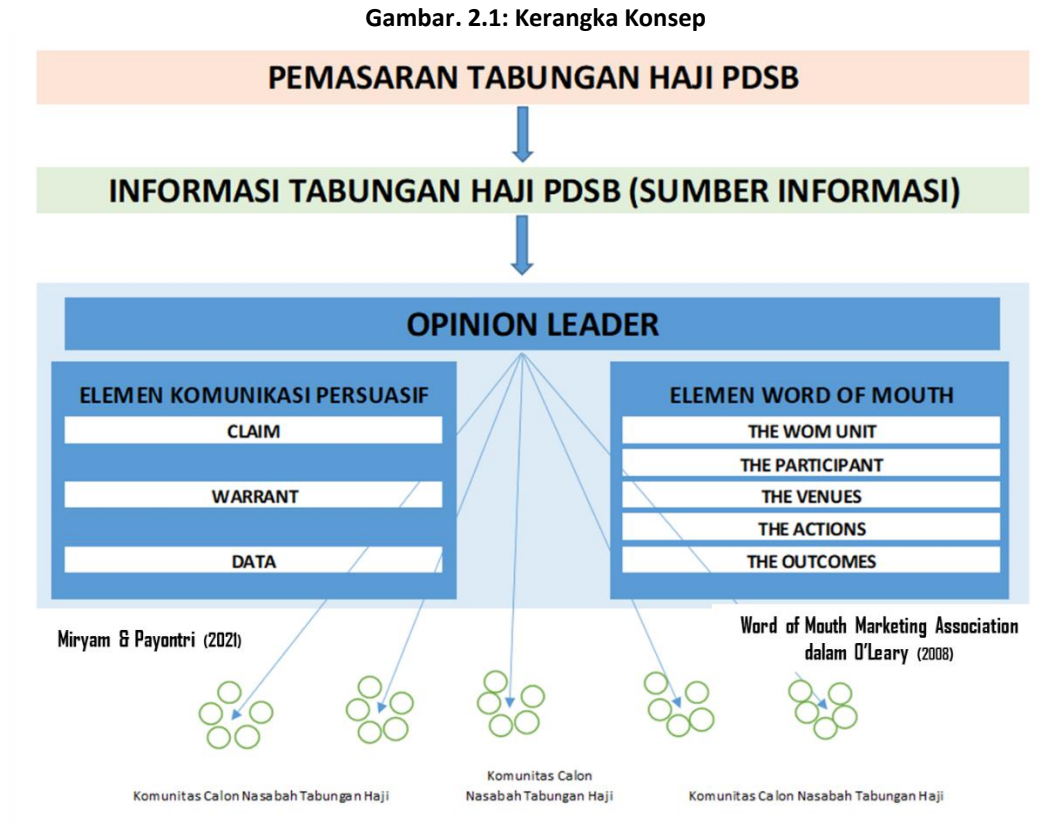 Gambar. 2.1: Kerangka Konsep
PEMASARAN TABUNGAN HAJI PDSB
INFORMASI TABUNGAN HAJI PDSB (SUMBER INFORMASI)
OPINION LEADER
ELEMEN KOMUNIKASI PERSUASIF
CLAIM
WARRANT
DATA
ELEMEN WORD OF MOUTH
THE WOM UNIT
THE PARTICIPANT
THE VENUES
THE ACTIONS
THE OUTCOMES
Miryam & Payontri (2021)
Word of Mouth Marketing Association
dalam O'Leary (2008)
Komunitas Calon Nasabah Tabungan Haji
Komunitas Calon
Nasabah Tabungan Haji
Komunitas Calon Nasabah Tabungan Haji